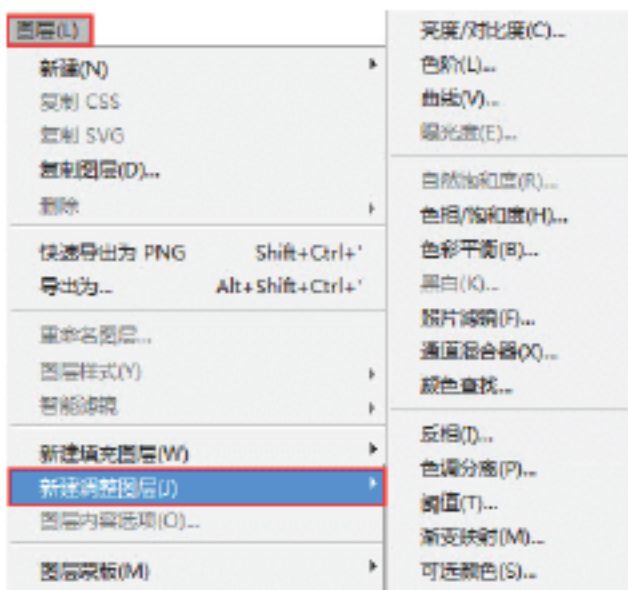 图层(L)
新建(N)
复制 CSS
复制 SVG
复制图层(D)...
删除
快速导出为 PNG Shift+Ctrl+'
导出为... Alt+Shift+Ctrl+'
重命名图层...
图层样式(Y)
智能滤镜
新建填充图层(W)
新建调整图层(J)
图层内容选项(O)...
图层蒙版(M)
亮度/对比度(C)...
色阶(L)...
曲线(V)...
曝光度(E)...
自然饱和度(R)...
色相/饱和度(H)...
色彩平衡(B)...
黑白(K)...
照片滤镜(F)...
通道混合器(X)...
颜色查找...
反相(I)...
色调分离(P)...
阈值(T)...
渐变映射(M)...
可选颜色(S)...